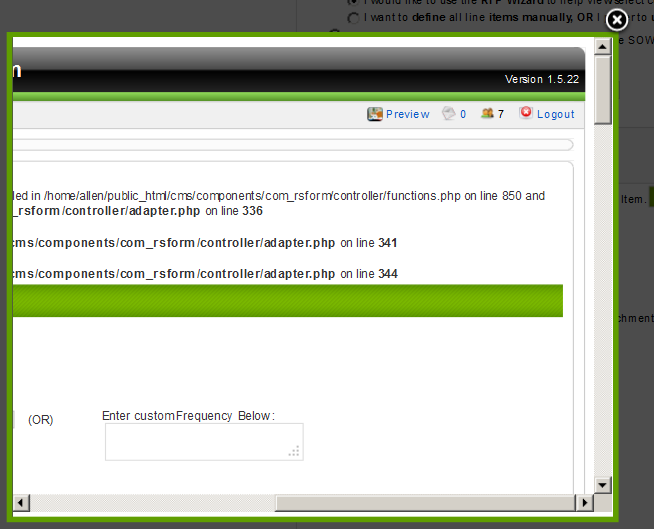 I would like to use the RFP Wizard to help view/select c
I want to define all line items manually, OR I
to u
e SOW
m
Version 1.5.22
Preview 0 7 Logout
led in /home/allen/public_html/cms/components/com_rsform/controller/functions.php on line 850 and
_rsform/controller/adapter.php on line 336
Item.
cms/components/com_rsform/controller/adapter.php on line 341
cms/components/com_rsform/controller/adapter.php on line 344
chment
(OR)
Enter custom Frequency Below: